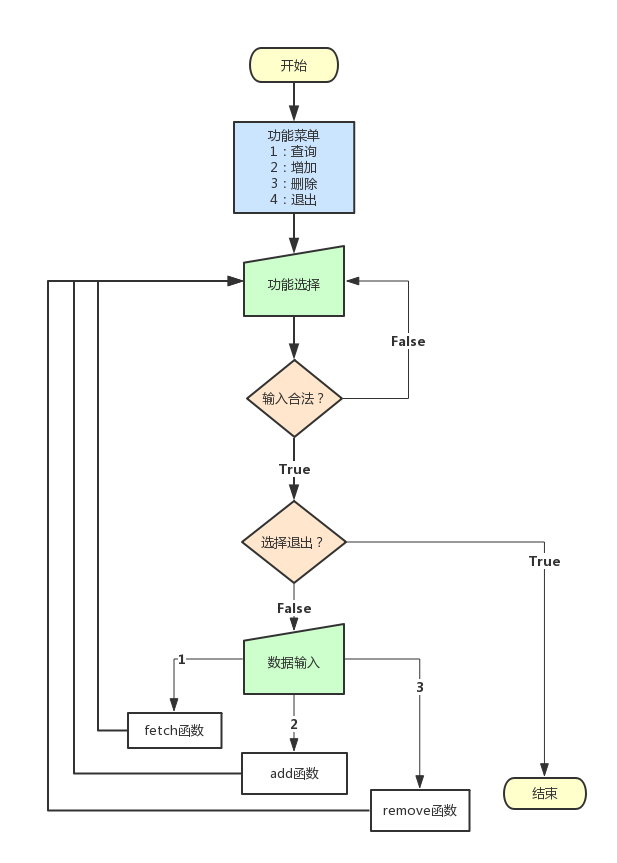 开始
功能菜单
1：查询
2：增加
3：删除
4：退出
功能选择
False
输入合法？
True
选择退出？
True
False
数据输入
1
3
2
fetch函数
add函数
结束
remove函数